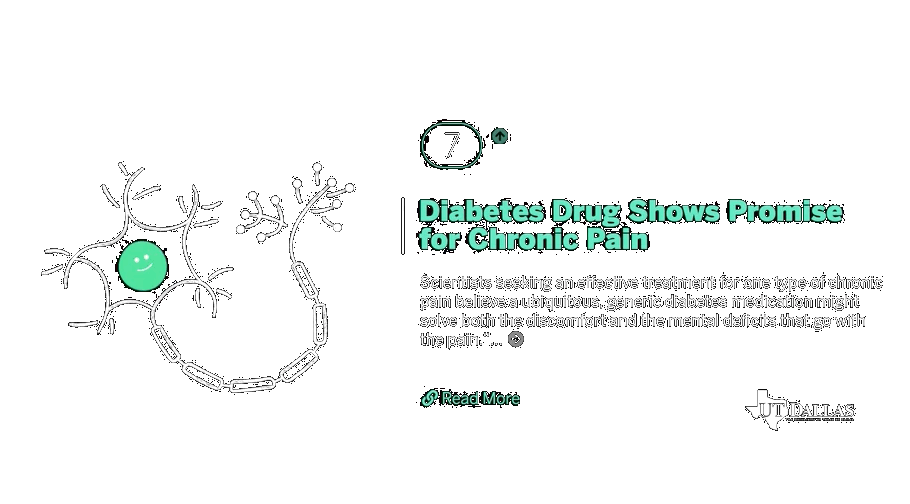 7
Diabetes Drug Shows Promise
for Chronic Pain
Scientists seeking an effective treatment for one type of chronic
pain believe a ubiquitous, generic diabetes medication might
solve both the discomfort and the mental deficits that go with
the pain."...
Read More
UT DALLAS